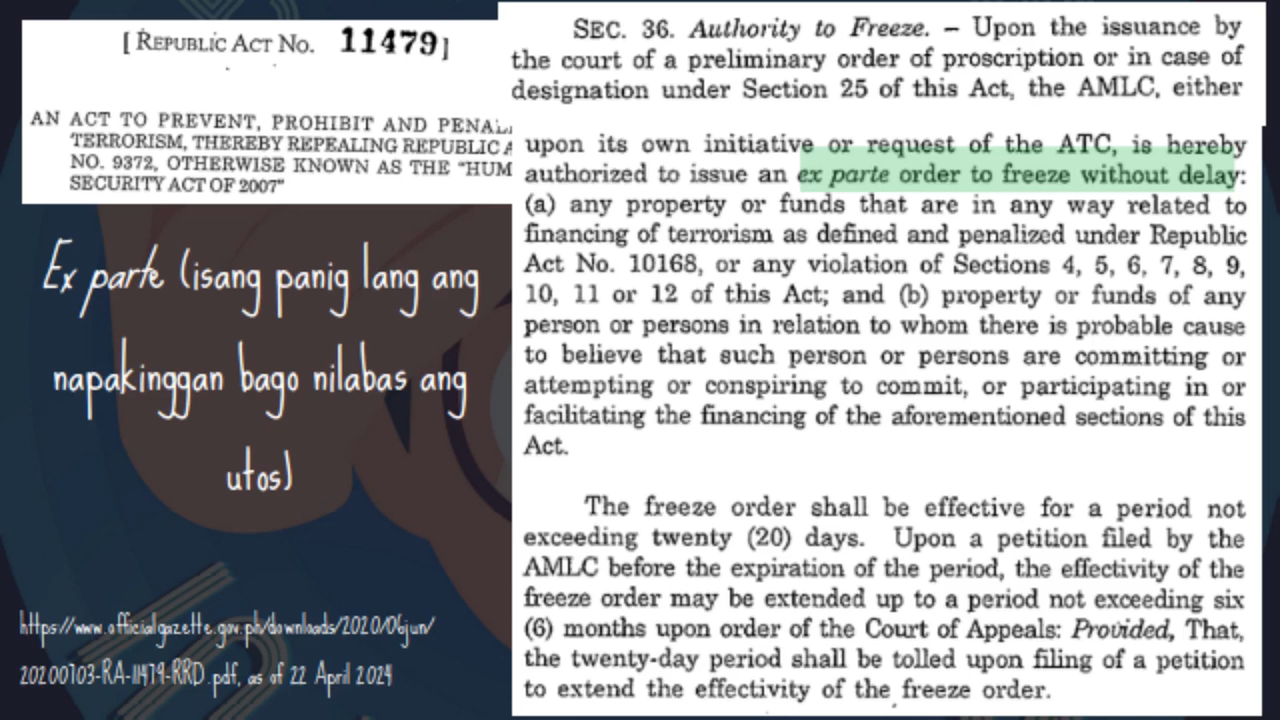 [ REPUBLIC ACT NO. 11479]
AN ACT TO PREVENT, PROHIBIT AND PENAL
TERRORISM, THEREBY REPEALING REPUBLIC A
NO. 9372, OTHERWISE KNOWN AS THE "HUM
SECURITY ACT OF 2007"
Ex parte (isang panig lang ang
napakinggan bago nilabas ang
utos)
https://www.officialgazette.gov.ph/downloads/2020/06jun/
20200703-RA-11479-RRD.pdf, as of 22 April 2024
SEC. 36. Authority to Freeze. – Upon the issuance by
the court of a preliminary order of proscription or in case of
designation under Section 25 of this Act, the AMLC, either
upon its own initiative or request of the ATC, is hereby
authorized to issue an ex parte order to freeze without delay:
(a) any property or funds that are in any way related to
financing of terrorism as defined and penalized under Republic
Act No. 10168, or any violation of Sections 4, 5, 6, 7, 8, 9,
10, 11 or 12 of this Act; and (b) property or funds of any
person or persons in relation to whom there is probable cause
to believe that such person or persons are committing or
attempting or conspiring to commit, or participating in or
facilitating the financing of the aforementioned sections of this
Act.
The freeze order shall be effective for a period not
exceeding twenty (20) days. Upon a petition filed by the
AMLC before the expiration of the period, the effectivity of the
freeze order may be extended up to a period not exceeding six
(6) months upon order of the Court of Appeals: Provided, That,
the twenty-day period shall be tolled upon filing of a petition
to extend the effectivity of the freeze order.